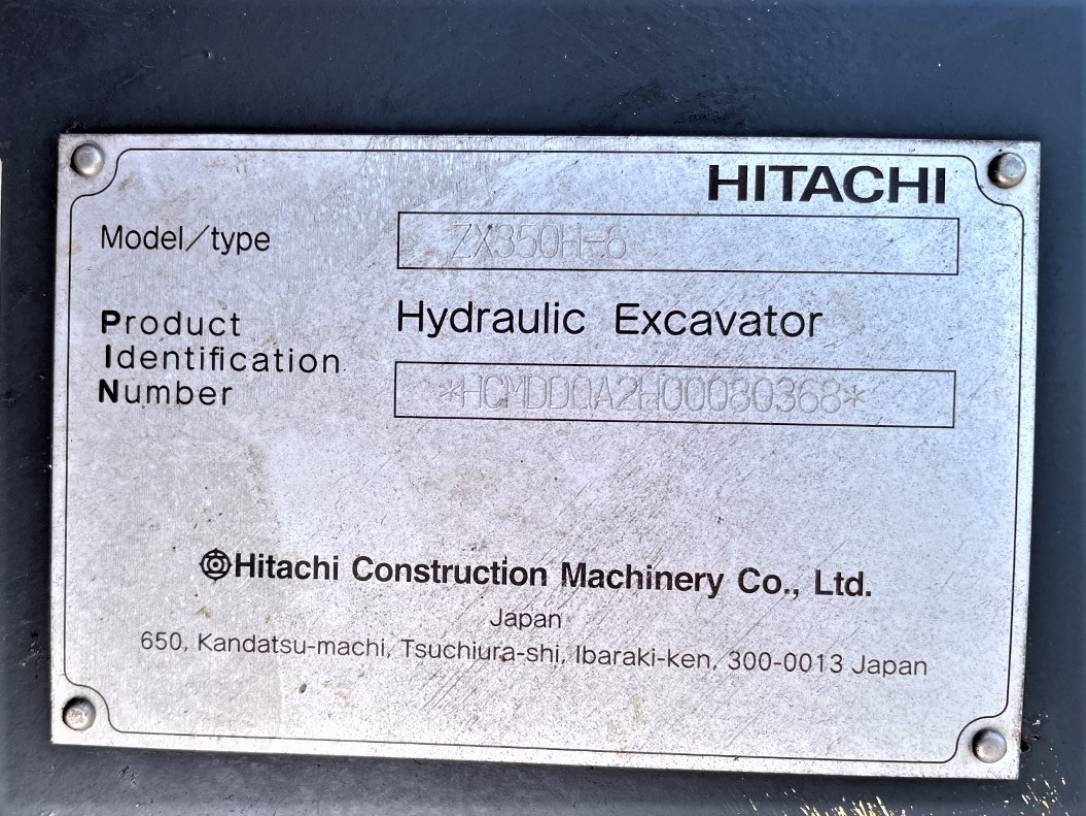 HITACHI
Model/type ZX350H-6
Hydraulic Excavator
Product
Identification
Number *HCMDDQA2H00080368*
Hitachi Construction Machinery Co., Ltd.
Japan
650, Kandatsu-machi, Tsuchiura-shi, Ibaraki-ken, 300-0013 Japan